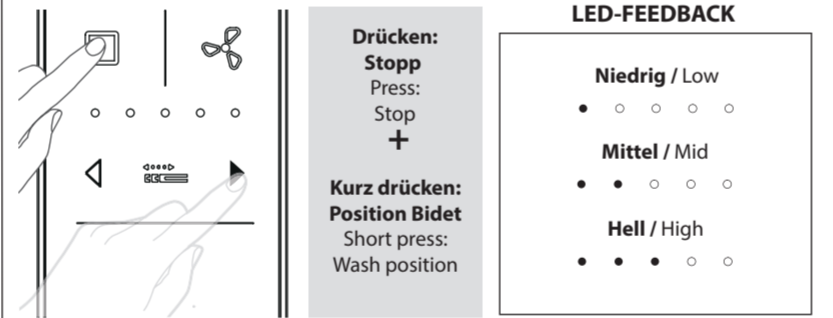 Drücken:
Stopp
Press:
Stop
+
Kurz drücken:
Position Bidet
Short press:
Wash position
LED-FEEDBACK
Niedrig / Low
Mittel / Mid
Hell / High